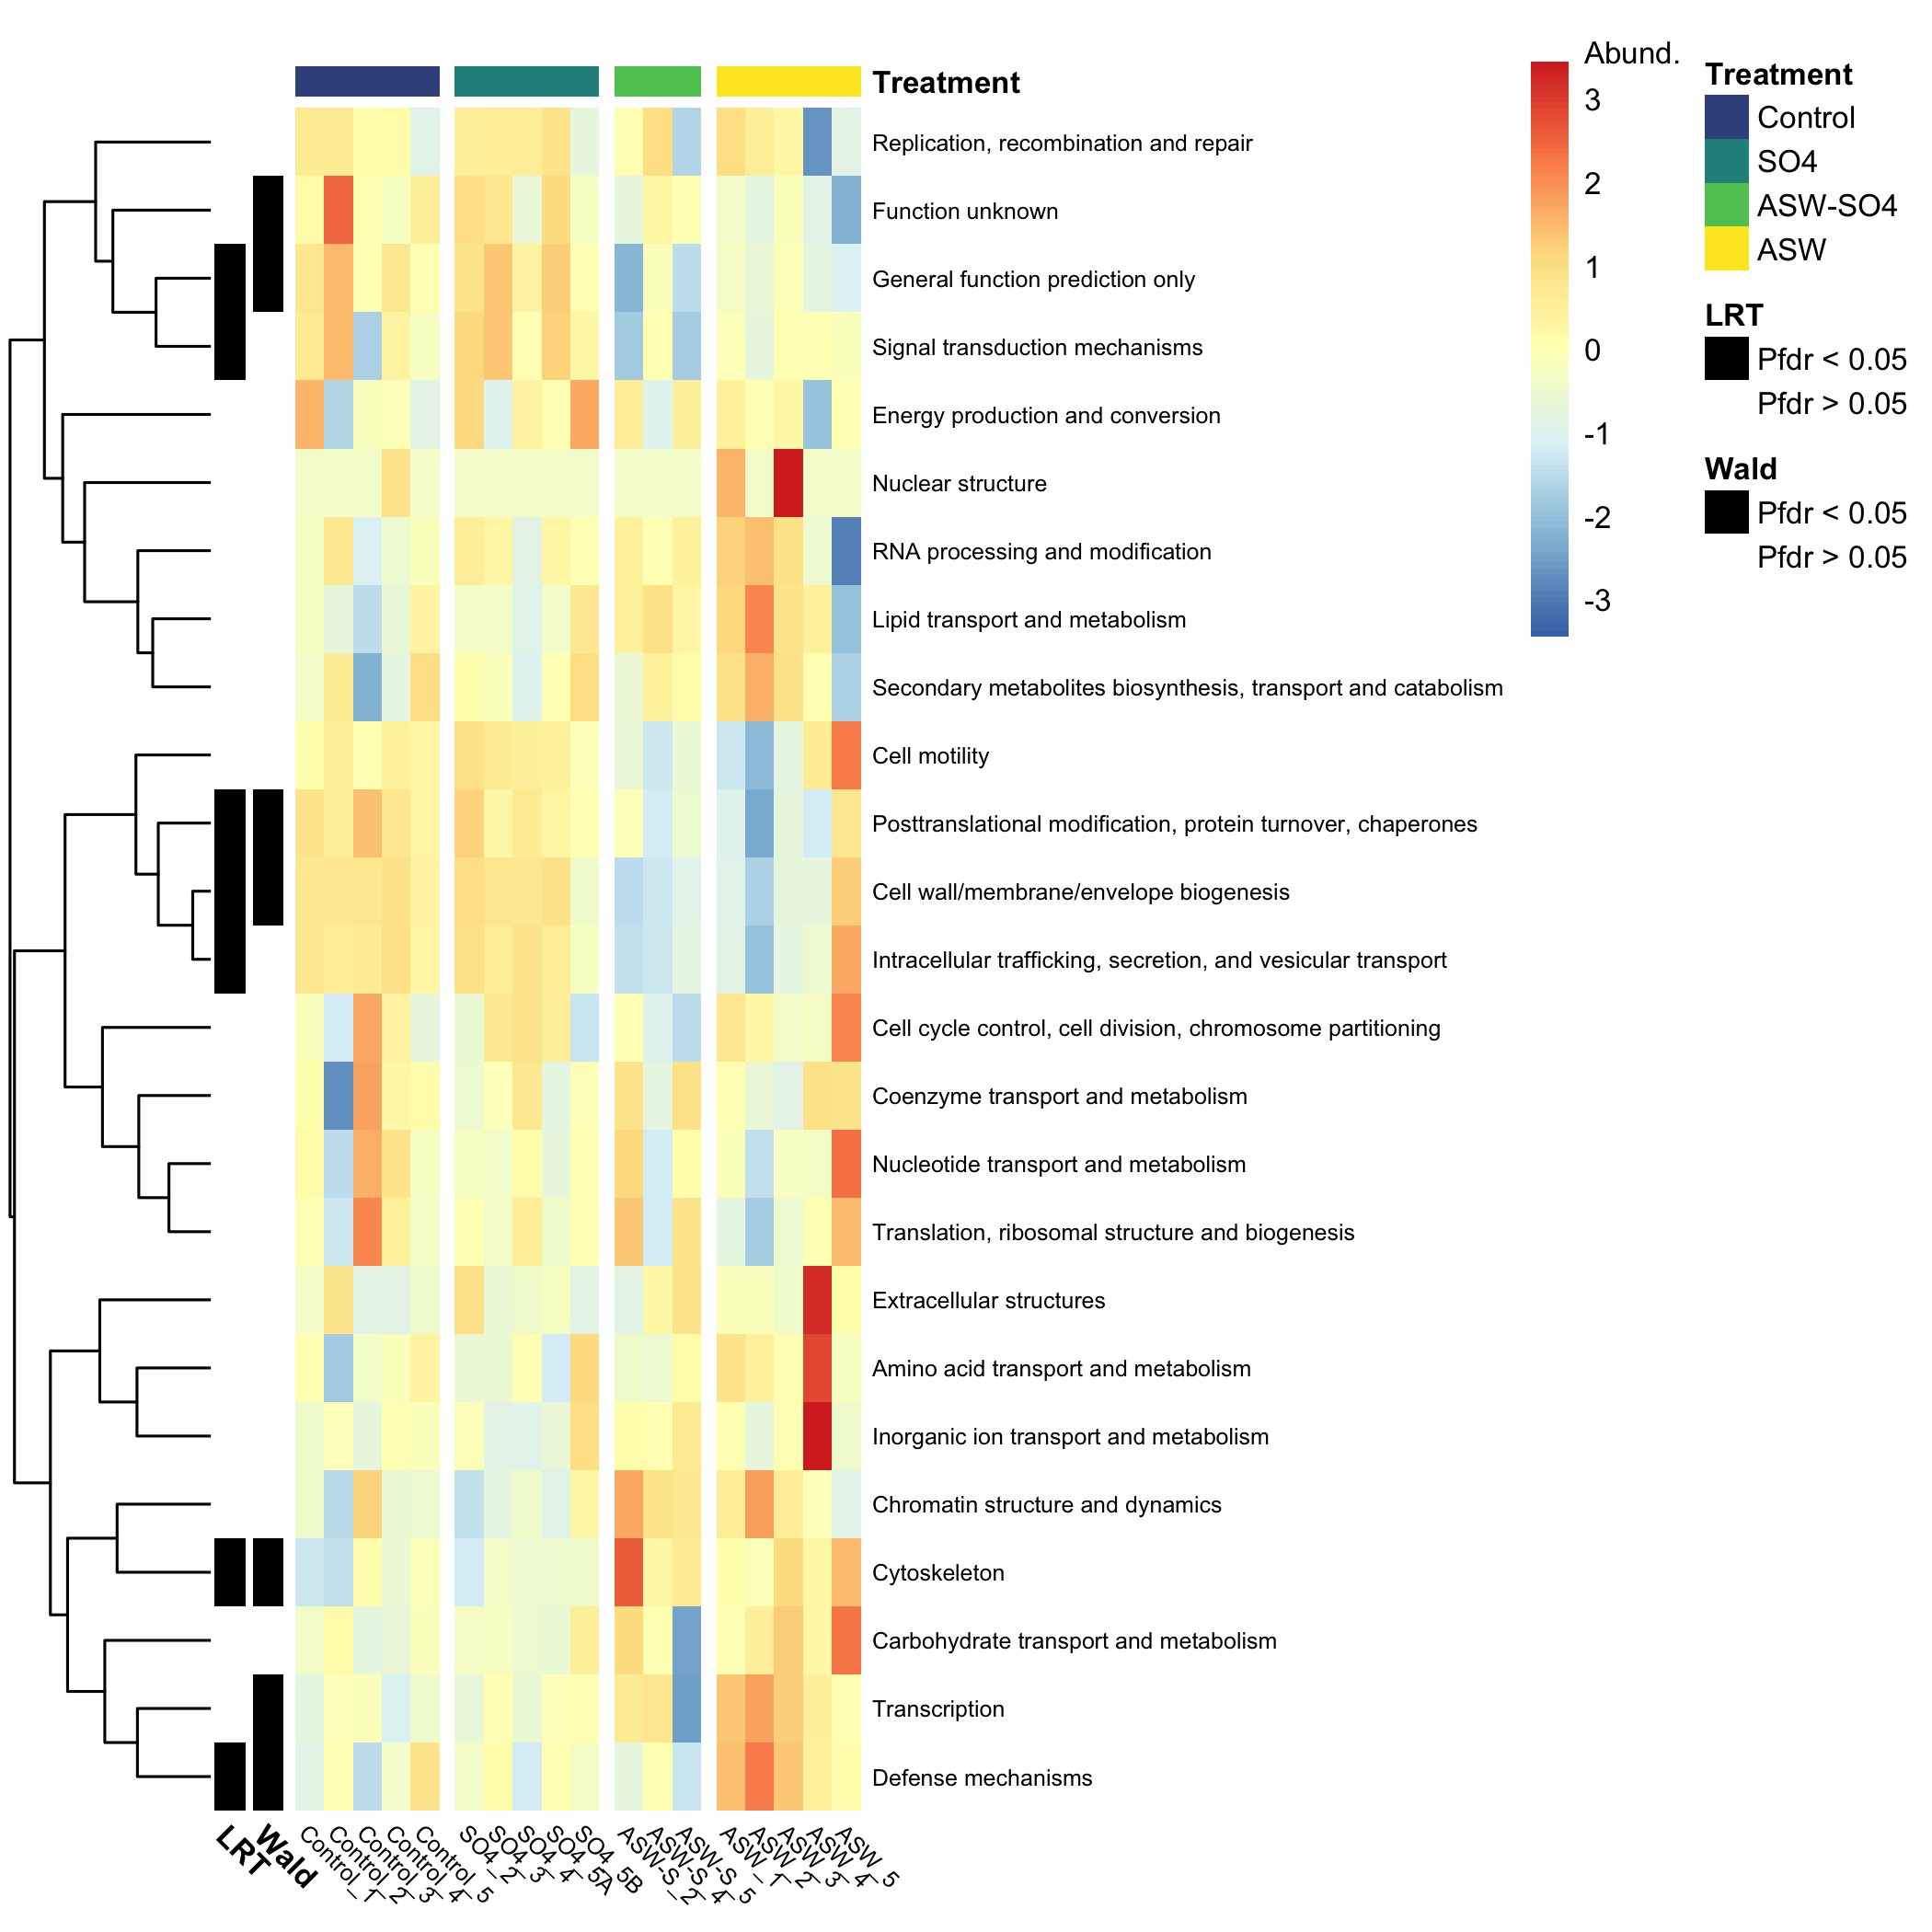 Treatment
Replication, recombination and repair
Function unknown
General function prediction only
Signal transduction mechanisms
Energy production and conversion
Nuclear structure
RNA processing and modification
Lipid transport and metabolism
Secondary metabolites biosynthesis, transport and catabolism
Cell motility
Posttranslational modification, protein turnover, chaperones
Cell wall/membrane/envelope biogenesis
Intracellular trafficking, secretion, and vesicular transport
Cell cycle control, cell division, chromosome partitioning
Coenzyme transport and metabolism
Nucleotide transport and metabolism
Translation, ribosomal structure and biogenesis
Extracellular structures
Amino acid transport and metabolism
Inorganic ion transport and metabolism
Chromatin structure and dynamics
Cytoskeleton
Carbohydrate transport and metabolism
Transcription
Defense mechanisms
LRT
Wald
Control_1
Control_2
Control_3
Control_4
Control_5
SO4_2
SO4_3
SO4_4
SO4_5A
SO4_5B
ASW-S_2
ASW-S_4
ASW-S_5
ASW_1
ASW_2
ASW_3
ASW_4
ASW_5
Abund.
3
2
1
0
-1
-2
-3
Treatment
Control
SO4
ASW-SO4
ASW
LRT
Pfdr < 0.05
Pfdr > 0.05
Wald
Pfdr < 0.05
Pfdr > 0.05